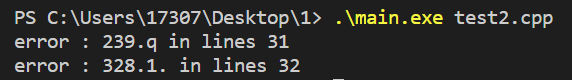 PS C:\Users\17307\Desktop\1> .\main.exe test2.cpp
error : 239.q in lines 31
error : 328.1. in lines 32